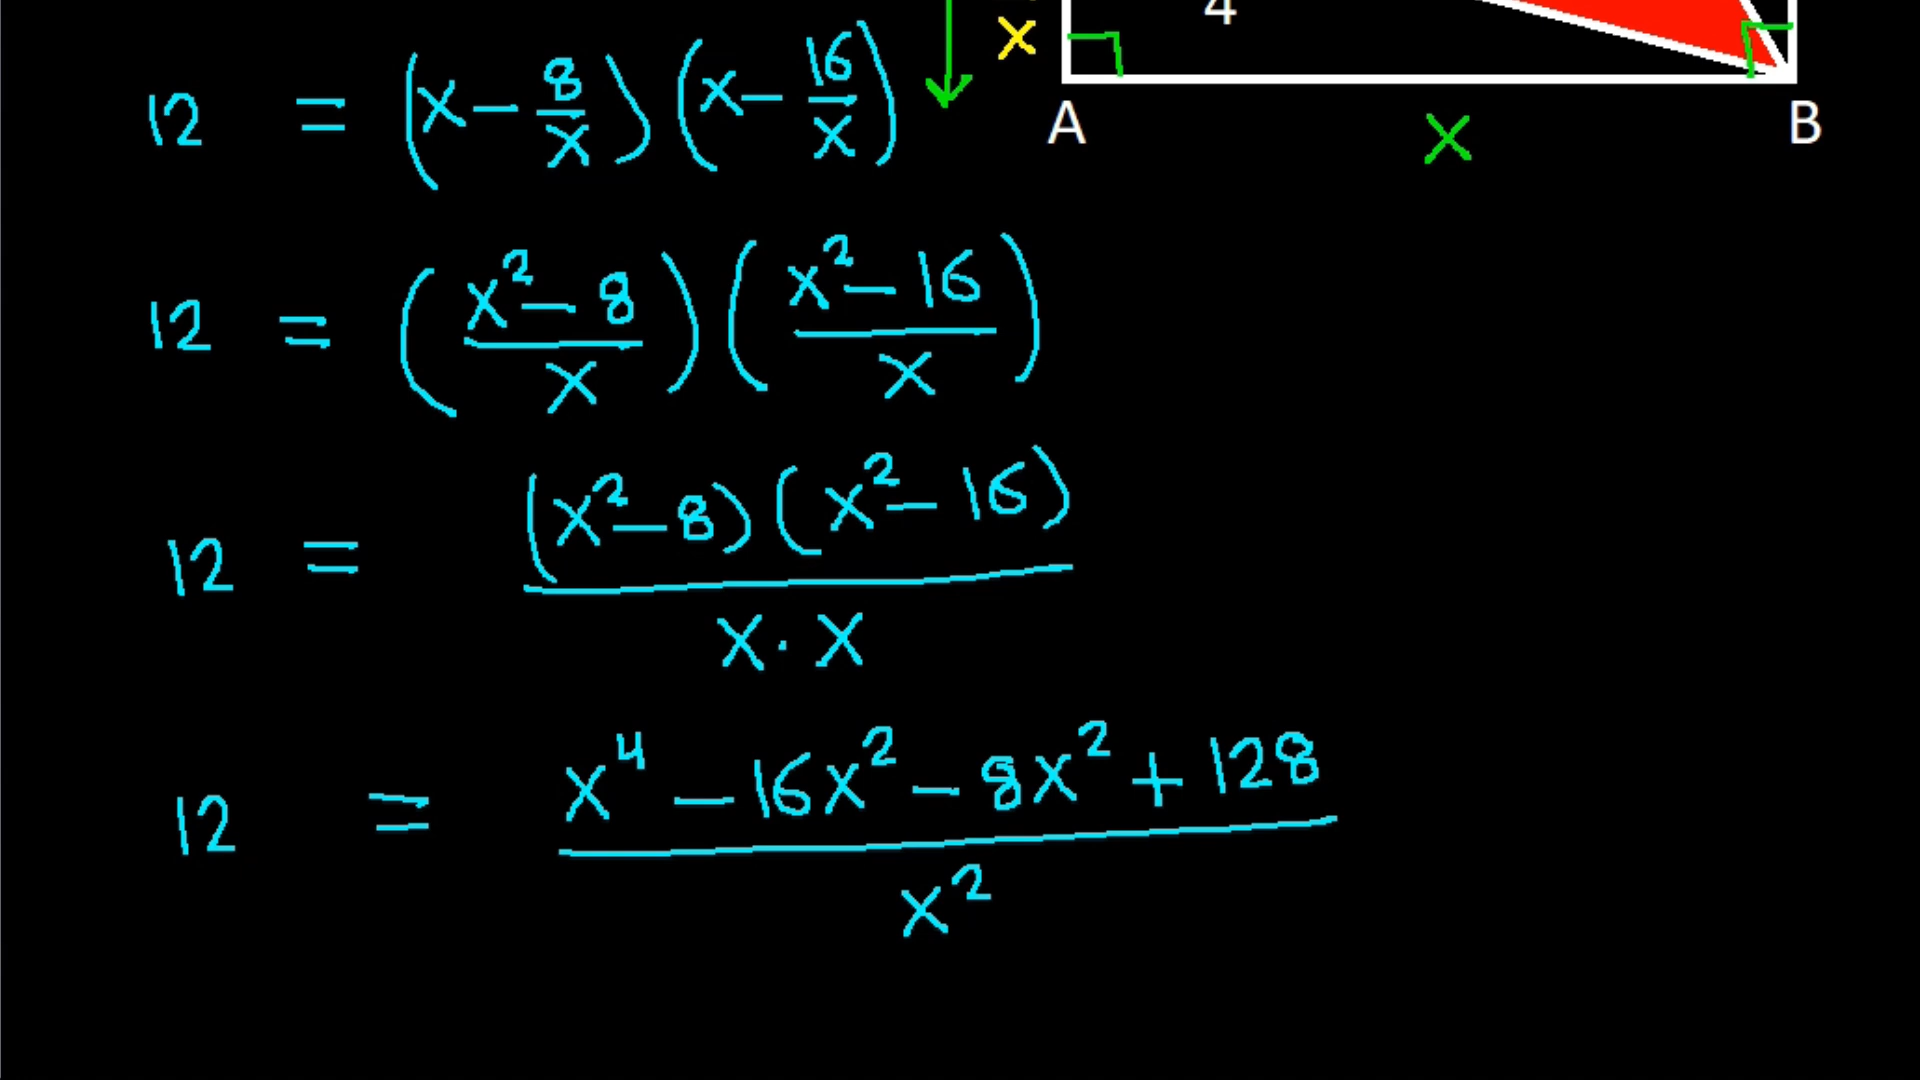 4
x
12 = (x - 8/x)(x - 16/x)
A
B
x
12 = ((x² - 8)/x)((x² - 16)/x)
12 = (x² - 8)(x² - 16)/(x · x)
12 = (x⁴ - 16x² - 8x² + 128)/x²